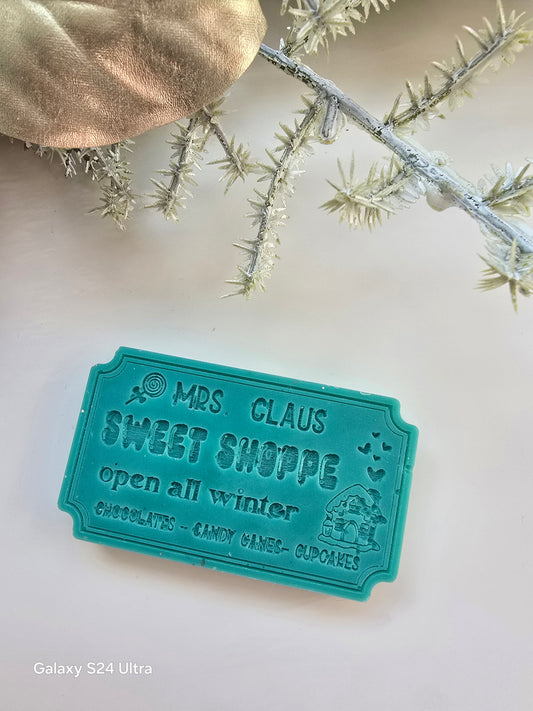 MRS. CLAUS
SWEET SHOPPE
open all winter
CHOCOLATES - CANDY CANES- CUPCAKES
Galaxy S24 Ultra